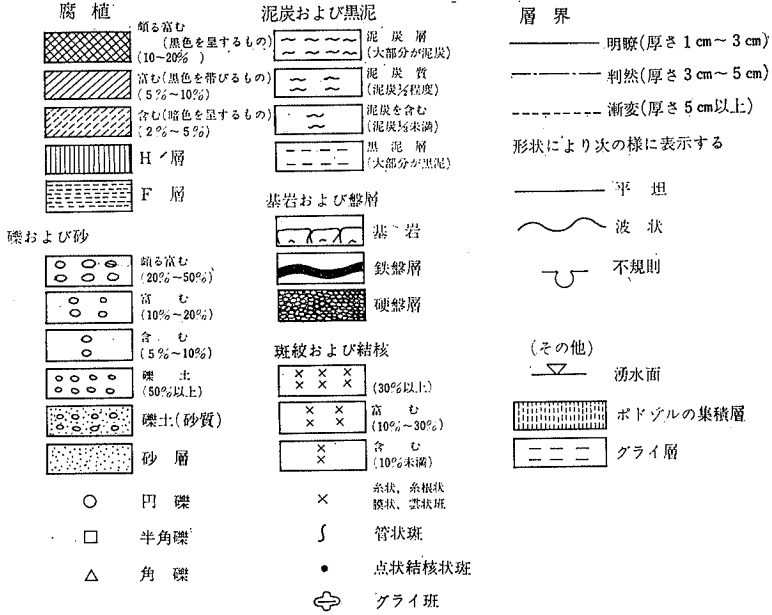 腐植
頗る富む
(黒色を呈するもの)
(10~20%)
富む(黒色を帯びるもの)
(5%~10%)
含む(暗色を呈するもの)
(2%~5%)
H 層
F 層
礫および砂
頗る富む
(20%~50%)
富む
(10%~20%)
含む
(5%~10%)
礫土
(50%以上)
礫土(砂質)
砂層
円礫
半角礫
角礫
泥炭および黒泥
泥炭層
(大部分が泥炭)
泥炭質
(泥炭⅓程度)
泥炭を含む
(泥炭⅓未満)
黒泥層
(大部分が黒泥)
基岩および盤層
基岩
鉄盤層
硬盤層
斑紋および結核
(30%以上)
富む
(10%~30%)
含む
(10%未満)
糸状,糸根状
膜状、雲状斑
管状斑
点状結核状斑
グライ班
層界
明瞭(厚さ1cm~3cm)
判然(厚さ3cm~5cm)
漸変(厚さ5cm以上)
形状により次の様に表示する
平坦
波状
不規則
(その他)
湧水面
ポドゾルの集積層
グライ層